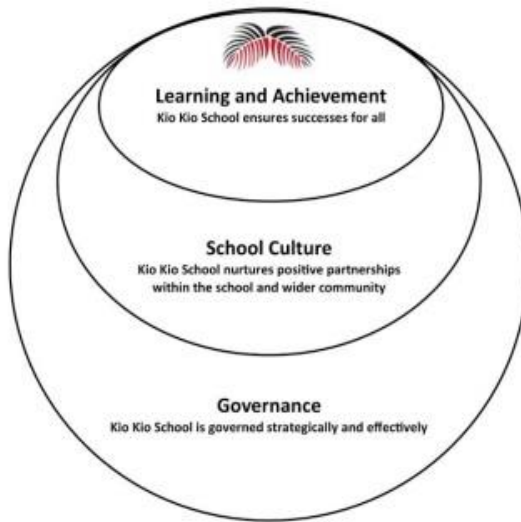 Learning and Achievement
Kio Kio School ensures successes for all
School Culture
Kio Kio School nurtures positive partnerships
within the school and wider community
Governance
Kio Kio School is governed strategically and effectively